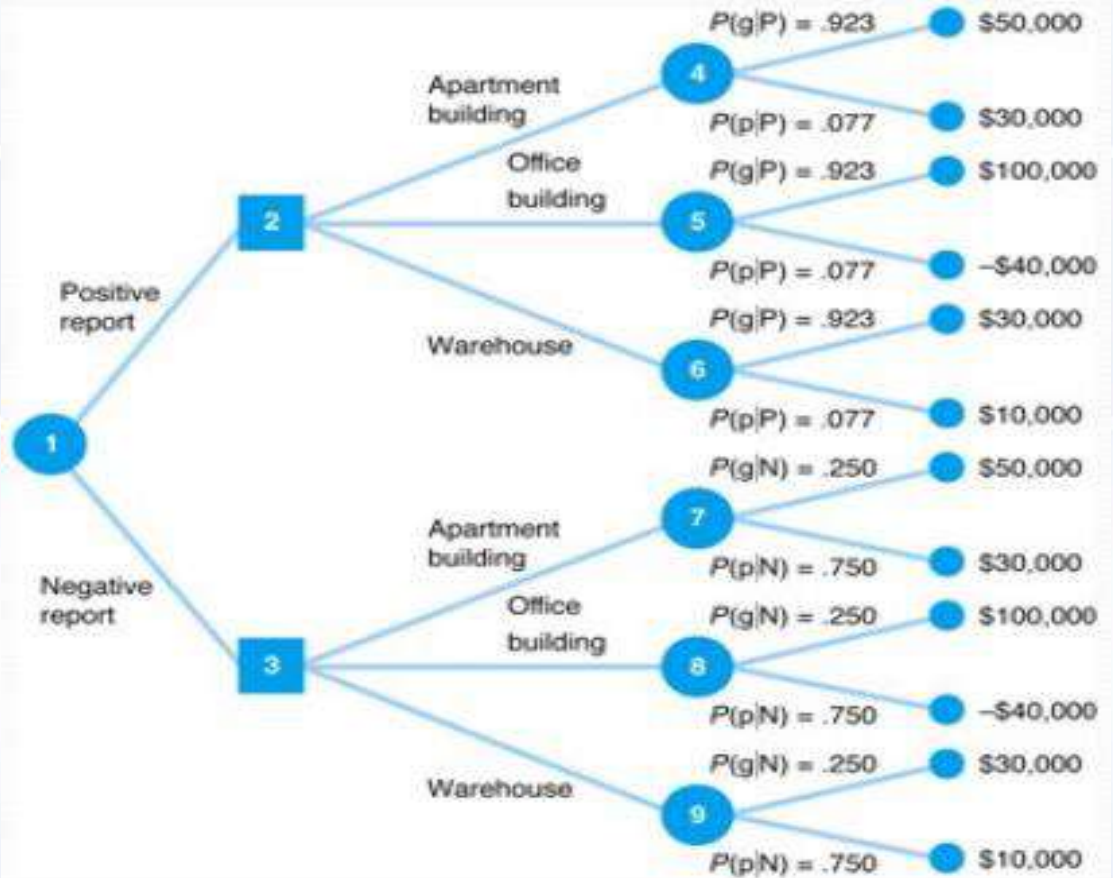 P(g|P) = .923
$50,000
4
Apartment
building
P(p|P) = .077
$30,000
Office
building
P(g|P) = .923
$100,000
2
5
P(p|P) = .077
–$40,000
Positive
report
P(g|P) = .923
$30,000
Warehouse
6
P(p|P) = .077
$10,000
1
P(g|N) = .250
$50,000
7
Apartment
building
P(p|N) = .750
$30,000
Negative
report
Office
building
P(g|N) = .250
$100,000
3
8
P(p|N) = .750
–$40,000
P(g|N) = .250
$30,000
Warehouse
9
P(p|N) = .750
$10,000